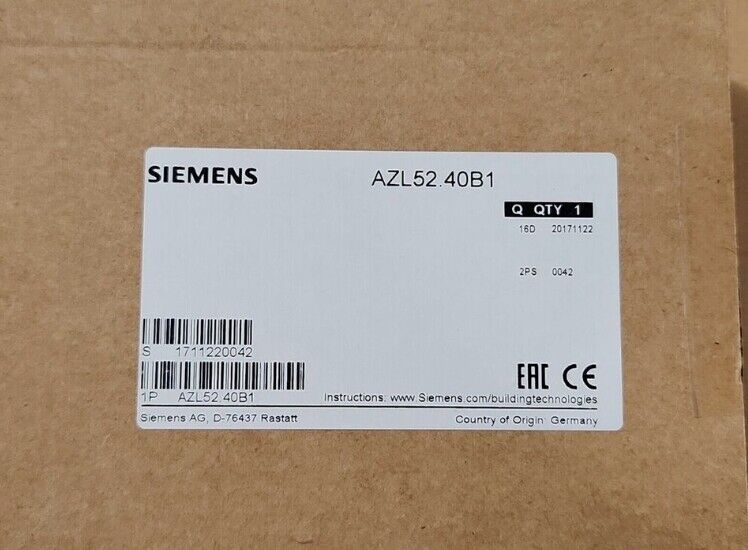 SIEMENS
AZL52.40B1
Q QTY 1
16D 20171122
2PS 0042
S 1711220042
1P AZL52.40B1
EAC CE
Instructions: www.Siemens.com/buildingtechnologies
Siemens AG, D-76437 Rastatt
Country of Origin Germany